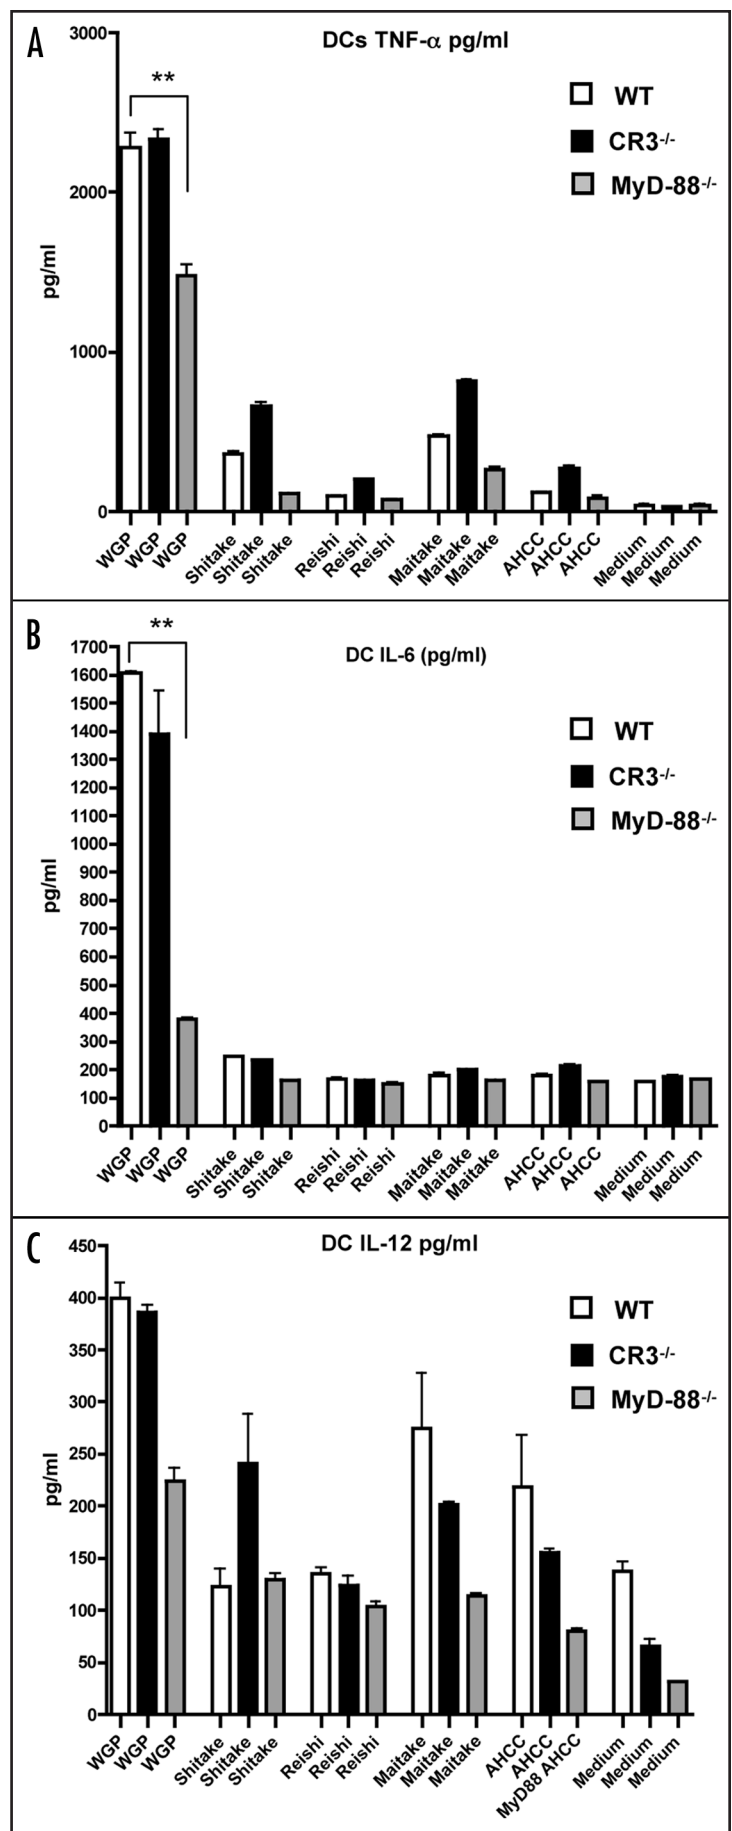 A
DCs TNF-α pg/ml
3000
2000
1000
0
pg/ml
**
WT
CR3-/-
MyD-88-/-
WGP
WGP
WGP
Shitake
Shitake
Shitake
Reishi
Reishi
Reishi
Maitake
Maitake
Maitake
AHCC
AHCC
AHCC
Medium
Medium
Medium
B
DC IL-6 (pg/ml)
1700
1600
1500
1400
1300
1200
1100
1000
900
800
700
600
500
400
300
200
100
0
pg/ml
**
WT
CR3-/-
MyD-88-/-
WGP
WGP
WGP
Shitake
Shitake
Shitake
Reishi
Reishi
Reishi
Maitake
Maitake
Maitake
AHCC
AHCC
AHCC
Medium
Medium
Medium
C
DC IL-12 pg/ml
450
400
350
300
250
200
150
100
50
0
pg/ml
WT
CR3-/-
MyD-88-/-
WGP
WGP
WGP
Shitake
Shitake
Shitake
Reishi
Reishi
Reishi
Maitake
Maitake
Maitake
AHCC
AHCC
MyD88 AHCC
Medium
Medium
Medium